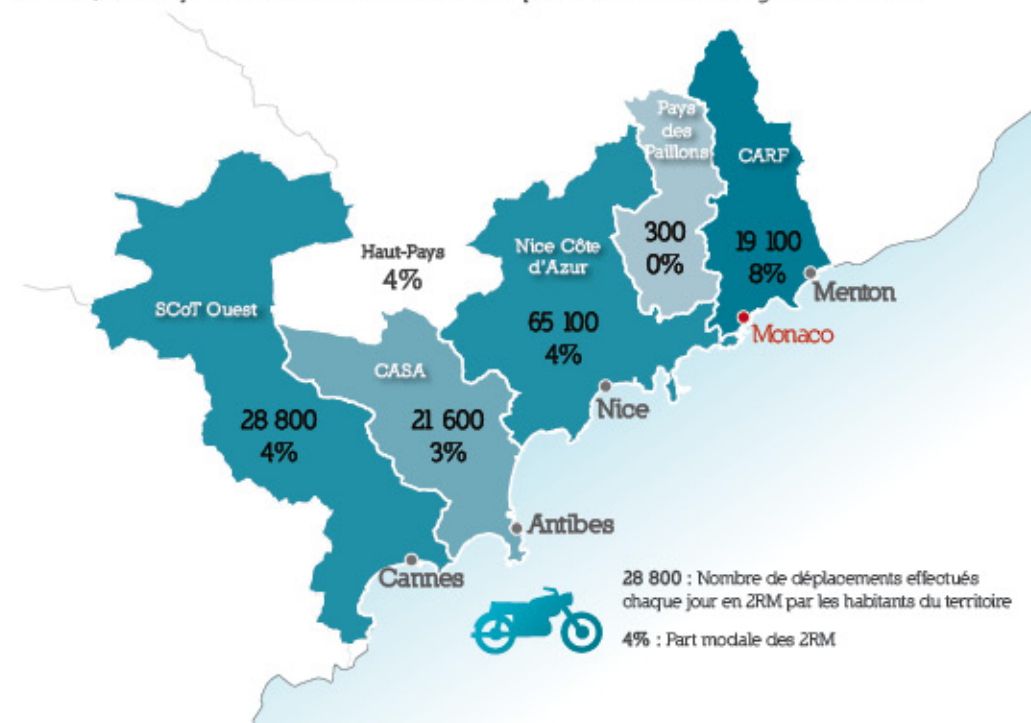 Pays
des
Paillons
CARF
300
0%
19 100
8%
Haut-Pays
4%
Nice Côte
d'Azur
Menton
SCoT Ouest
65 100
4%
Monaco
CASA
Nice
28 800
4%
21 600
3%
Antibes
Cannes
28 800 : Nombre de déplacements effectués
chaque jour en 2RM par les habitants du territoire
4% : Part modale des 2RM